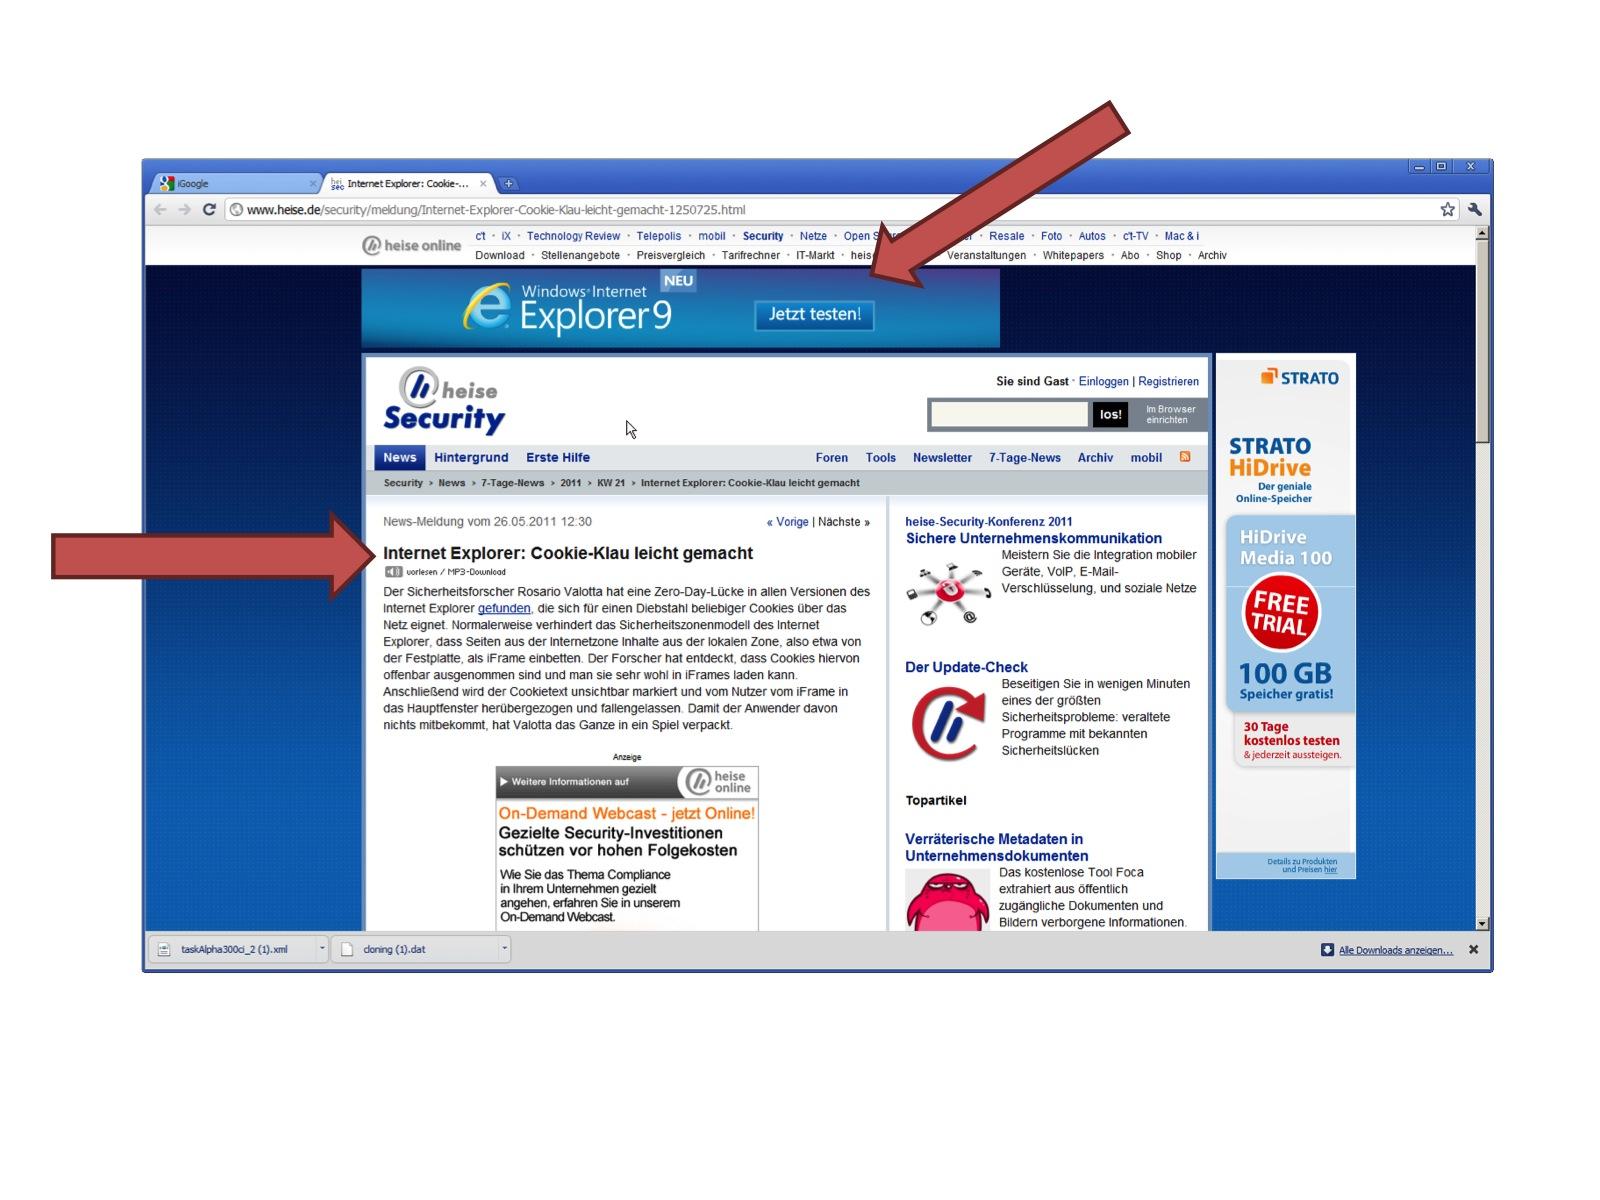 iGoogle
Internet Explorer: Cookie-...
www.heise.de/security/meldung/Internet-Explorer-Cookie-Klau-leicht-gemacht-1250725.html
heise online
c't · iX · Technology Review · Telepolis · mobil · Security · Netze · Open · Resale · Foto · Autos · c't-TV · Mac & i
Download · Stellenangebote · Preisvergleich · Tarifrechner · IT-Markt · Veranstaltungen · Whitepapers · Abo · Shop · Archiv
NEU
Windows Internet
Explorer 9
Jetzt testen!
heise
Security
Sie sind Gast · Einloggen | Registrieren
los!
Im Browser
einrichten
News Hintergrund Erste Hilfe
Foren Tools Newsletter 7-Tage-News Archiv mobil
Security > News > 7-Tage-News > 2011 > KW 21 > Internet Explorer: Cookie-Klau leicht gemacht
News-Meldung vom 26.05.2011 12:30
« Vorige | Nächste »
Internet Explorer: Cookie-Klau leicht gemacht
vorlesen / MP3-Download
Der Sicherheitsforscher Rosario Valotta hat eine Zero-Day-Lücke in allen Versionen des
Internet Explorer gefunden, die sich für einen Diebstahl beliebiger Cookies über das
Netz eignet. Normalerweise verhindert das Sicherheitszonenmodell des Internet
Explorer, dass Seiten aus der Internetzone Inhalte aus der lokalen Zone, also etwa von
der Festplatte, als iFrame einbetten. Der Forscher hat entdeckt, dass Cookies hiervon
offenbar ausgenommen sind und man sie sehr wohl in iFrames laden kann.
Anschließend wird der Cookietext unsichtbar markiert und vom Nutzer vom iFrame in
das Hauptfenster herübergezogen und fallengelassen. Damit der Anwender davon
nichts mitbekommt, hat Valotta das Ganze in ein Spiel verpackt.
Anzeige
Weitere Informationen auf
heise
online
On-Demand Webcast - jetzt Online!
Gezielte Security-Investitionen
schützen vor hohen Folgekosten
Wie Sie das Thema Compliance
in Ihrem Unternehmen gezielt
angehen, erfahren Sie in unserem
On-Demand Webcast.
heise-Security-Konferenz 2011
Sichere Unternehmenskommunikation
Meistern Sie die Integration mobiler
Geräte, VoIP, E-Mail-
Verschlüsselung, und soziale Netze
Der Update-Check
Beseitigen Sie in wenigen Minuten
eines der größten
Sicherheitsprobleme: veraltete
Programme mit bekannten
Sicherheitslücken
Topartikel
Verräterische Metadaten in
Unternehmensdokumenten
Das kostenlose Tool Foca
extrahiert aus öffentlich
zugängliche Dokumenten und
Bildern verborgene Informationen.
STRATO
STRATO
HiDrive
Der geniale
Online-Speicher
HiDrive
Media 100
FREE
TRIAL
100 GB
Speicher gratis!
30 Tage
kostenlos testen
& jederzeit aussteigen.
Details zu Produkten
und Preisen hier
taskAlpha300ci_2 (1).xml
cloning (1).dat
Alle Downloads anzeigen...